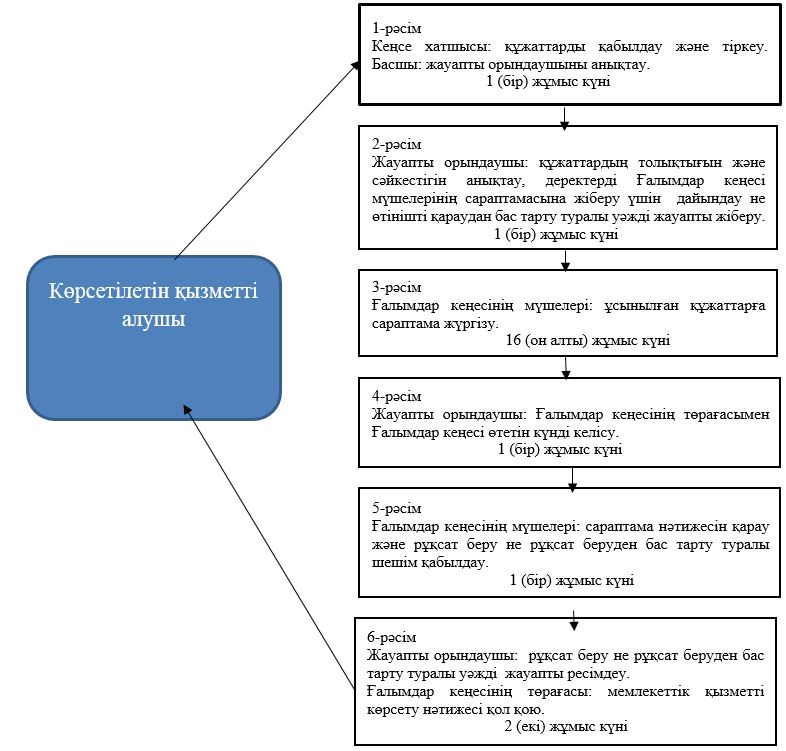 Көрсетілетін қызметті
алушы
1-рәсім
Кеңсе хатшысы: құжаттарды қабылдау және тіркеу.
Басшы: жауапты орындаушыны анықтау.
1 (бір) жұмыс күні
2-рәсім
Жауапты орындаушы: құжаттардың толықтығын және
сәйкестігін анықтау, деректерді Ғалымдар кеңесі
мүшелерінің сараптамасына жіберу үшін дайындау не
өтінішті қараудан бас тарту туралы уәжді жауапты жіберу.
1 (бір) жұмыс күні
3-рәсім
Ғалымдар кеңесінің мүшелері: ұсынылған құжаттарға
сараптама жүргізу.
16 (он алты) жұмыс күні
4-рәсім
Жауапты орындаушы: Ғалымдар кеңесінің төрағасымен
Ғалымдар кеңесі өтетін күнді келісу.
1 (бір) жұмыс күні
5-рәсім
Ғалымдар кеңесінің мүшелері: сараптама нәтижесін қарау
және рұқсат беру не рұқсат беруден бас тарту туралы
шешім қабылдау.
1 (бір) жұмыс күні
6-рәсім
Жауапты орындаушы: рұқсат беру не рұқсат беруден бас
тарту туралы уәжді жауапты ресімдеу.
Ғалымдар кеңесінің төрағасы: мемлекеттік қызметті
көрсету нәтижесі қол қою.
2 (екі) жұмыс күні